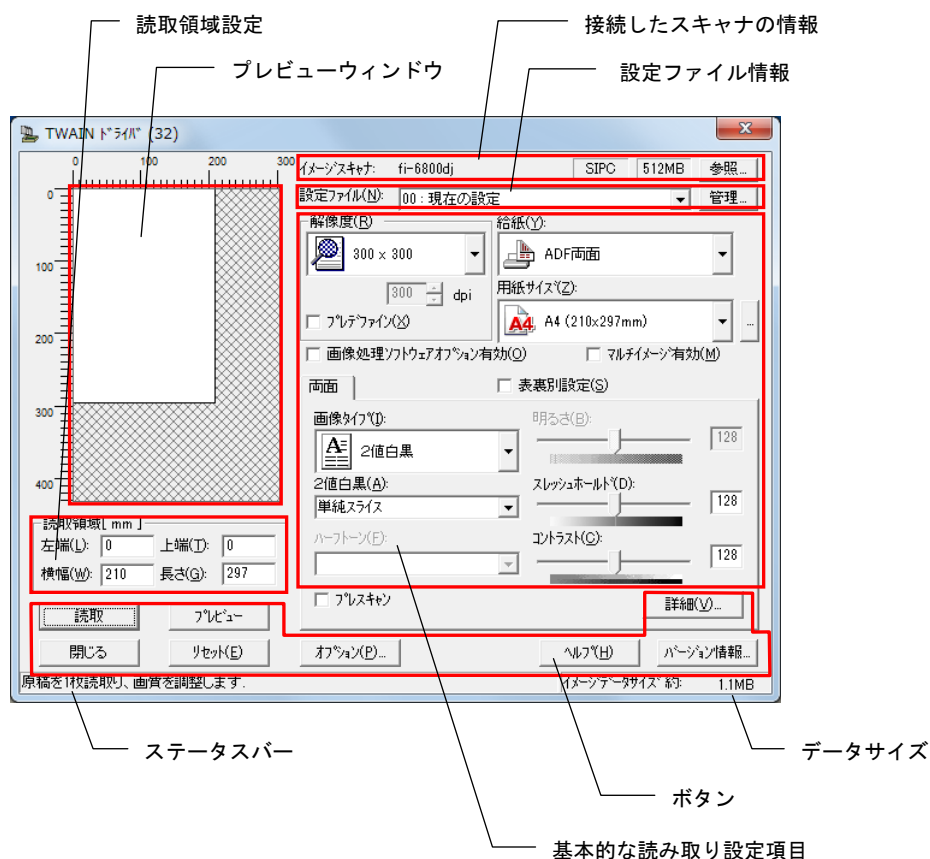 読取領域設定
接続したスキャナの情報
プレビューウィンドウ
設定ファイル情報
TWAIN ﾄﾞﾗｲﾊﾞ (32)
0 100 200 300
ｲﾒｰｼﾞｽｷｬﾅ: fi-6800dj SIPC 512MB 参照...
設定ﾌｧｲﾙ(N): 00 : 現在の設定 管理...
0
100
200
300
400
解像度(R)
300 × 300
300 dpi
ﾌﾟﾚﾃﾞﾌｧｲﾝ(X)
給紙(Y):
ADF両面
用紙ｻｲｽﾞ(Z):
A4 A4 (210x297mm) ...
画像処理ｿﾌﾄｳｪｱｵﾌﾟｼｮﾝ有効(O) ﾏﾙﾁｲﾒｰｼﾞ有効(M)
両面 表裏別設定(S)
画像ﾀｲﾌﾟ(I):
A 2値白黒
2値白黒(A):
単純ｽﾗｲｽ
ﾊｰﾌﾄｰﾝ(F):
明るさ(B):
128
ｽﾚｯｼｭﾎｰﾙﾄﾞ(D):
128
ｺﾝﾄﾗｽﾄ(C):
128
読取領域[ mm ]
左端(L): 0 上端(T): 0
横幅(W): 210 長さ(G): 297
ﾌﾟﾚｽｷｬﾝ 詳細(V)...
読取 ﾌﾟﾚﾋﾞｭｰ
閉じる ﾘｾｯﾄ(E) ｵﾌﾟｼｮﾝ(P)... ﾍﾙﾌﾟ(H) ﾊﾞｰｼﾞｮﾝ情報...
原稿を1枚読取り、画質を調整します. ｲﾒｰｼﾞﾃﾞｰﾀｻｲｽﾞ 約: 1.1MB
ステータスバー
データサイズ
ボタン
基本的な読み取り設定項目